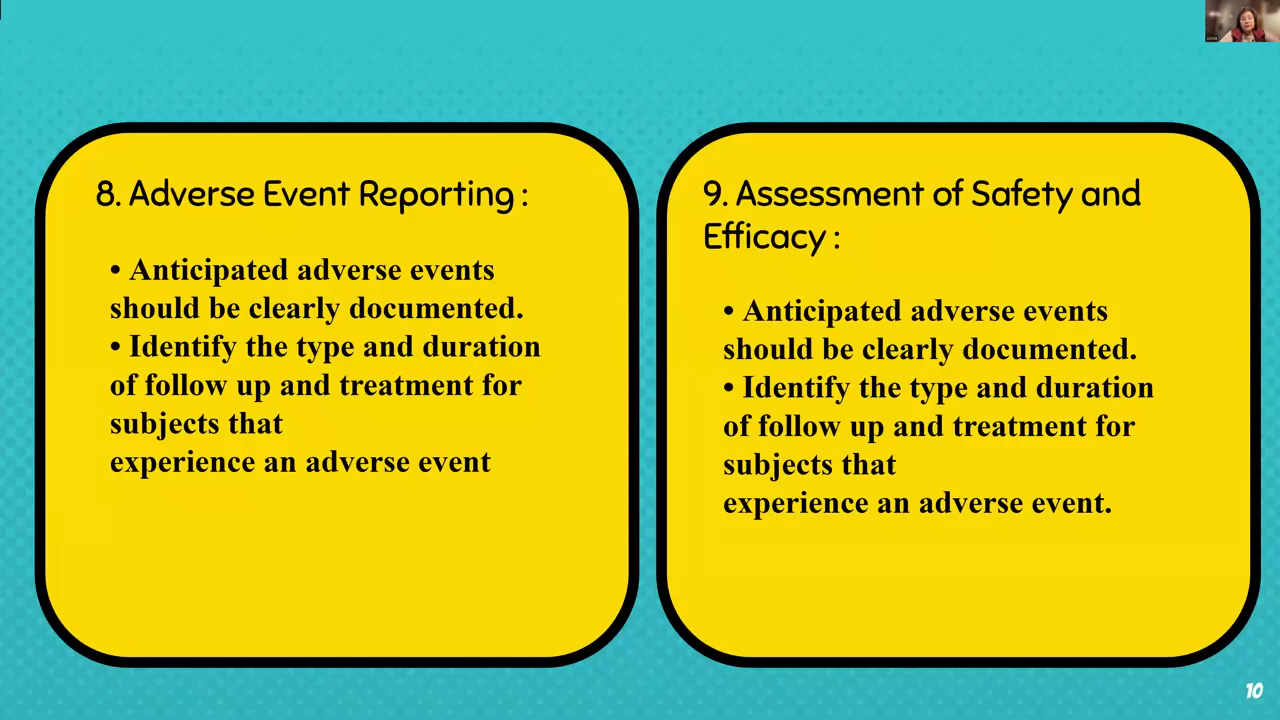 8. Adverse Event Reporting :
• Anticipated adverse events
should be clearly documented.
• Identify the type and duration
of follow up and treatment for
subjects that
experience an adverse event
9. Assessment of Safety and
Efficacy :
• Anticipated adverse events
should be clearly documented.
• Identify the type and duration
of follow up and treatment for
subjects that
experience an adverse event.
10